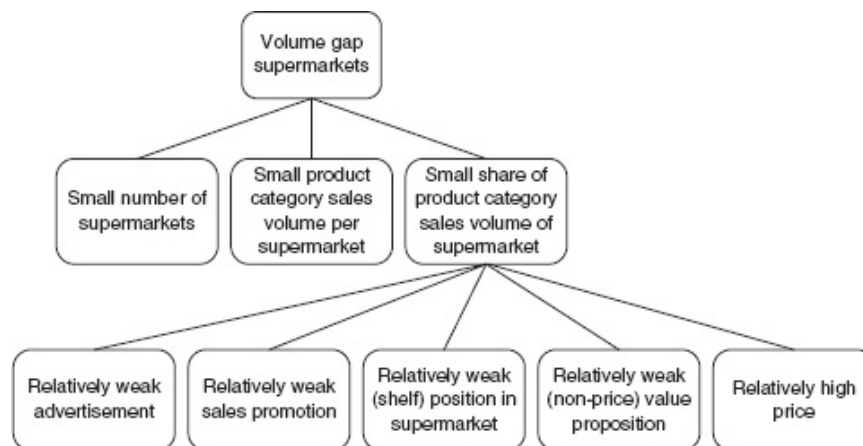 Volume gap
supermarkets
Small number of
supermarkets
Small product
category sales
volume per
supermarket
Small share of
product category
sales volume of
supermarket
Relatively weak
advertisement
Relatively weak
sales promotion
Relatively weak
(shelf) position in
supermarket
Relatively weak
(non-price) value
proposition
Relatively high
price